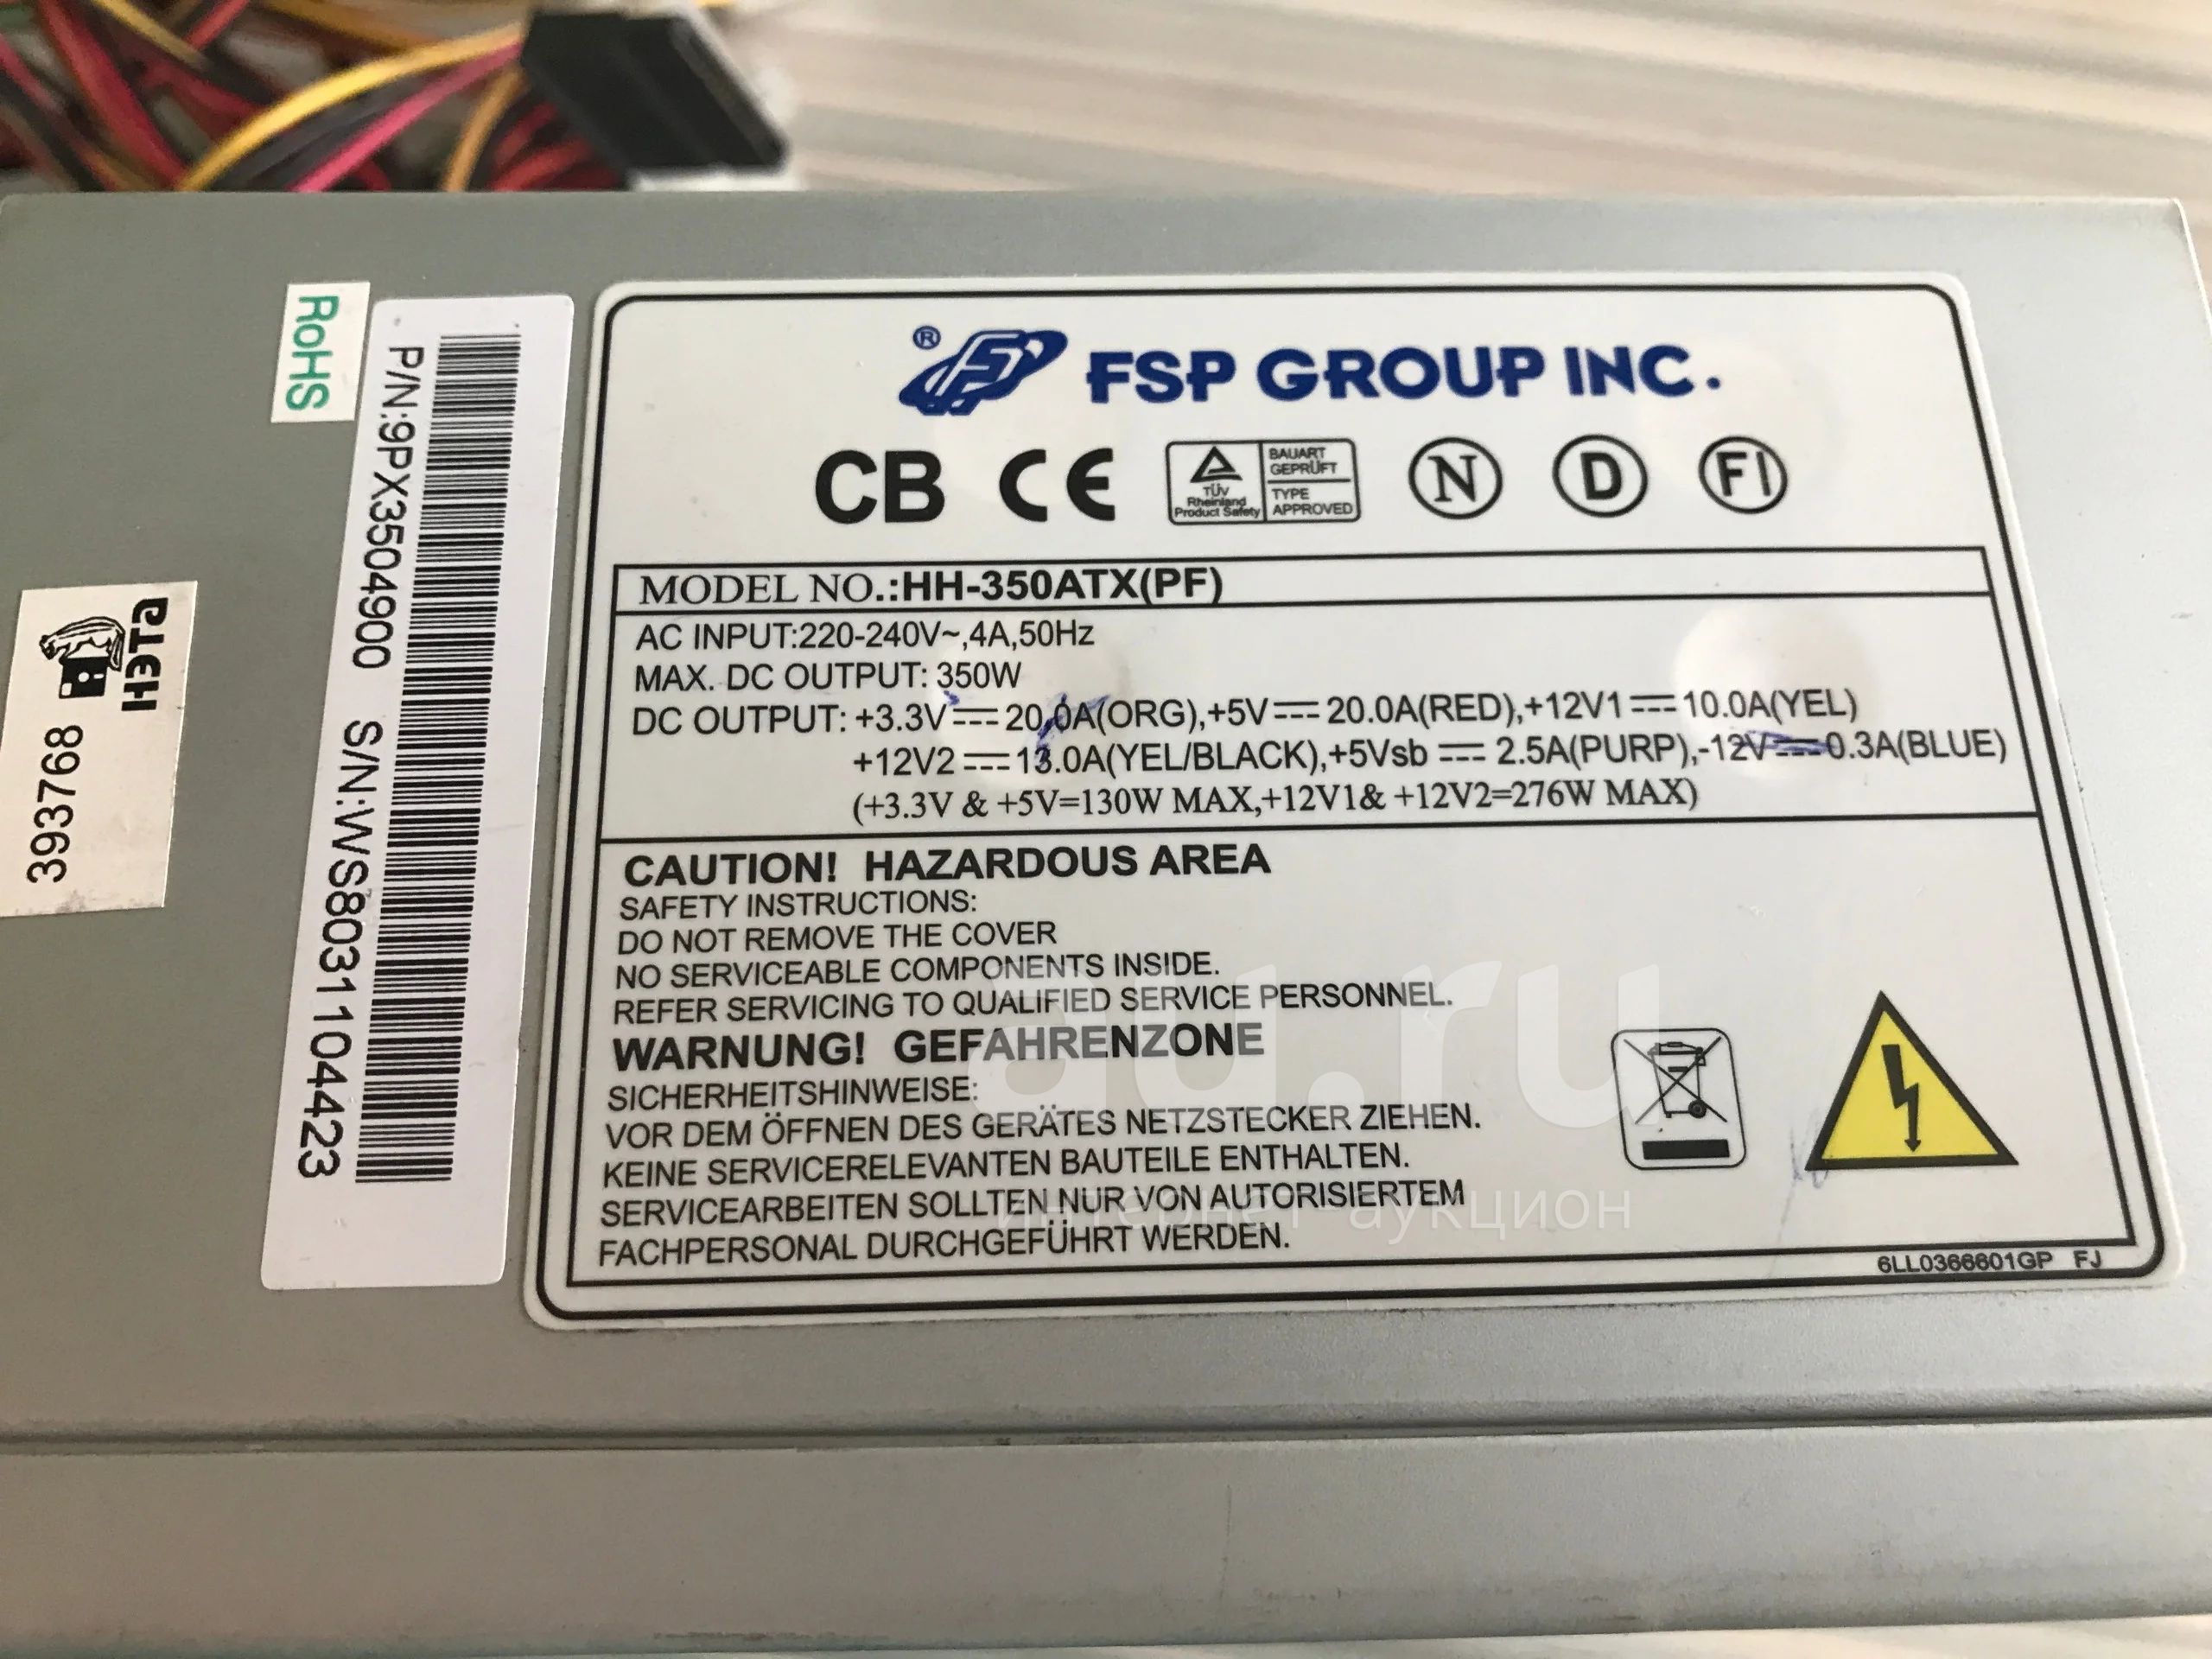 RoHS
P/N:9PX3504900 S/N:WS8031104423
НЭТА
393768
® FSP GROUP INC.
CB CE
TÜV
Rheinland
Product Safety
BAUART
GEPRÜFT
TYPE
APPROVED
N D FI
MODEL NO.:HH-350ATX(PF)
AC INPUT:220-240V~,4A,50Hz
MAX. DC OUTPUT: 350W
DC OUTPUT: +3.3V⎓20.0A(ORG),+5V⎓20.0A(RED),+12V1⎓10.0A(YEL)
+12V2⎓13.0A(YEL/BLACK),+5Vsb⎓2.5A(PURP),-12V⎓0.3A(BLUE)
(+3.3V & +5V=130W MAX,+12V1& +12V2=276W MAX)
CAUTION! HAZARDOUS AREA
SAFETY INSTRUCTIONS:
DO NOT REMOVE THE COVER
NO SERVICEABLE COMPONENTS INSIDE.
REFER SERVICING TO QUALIFIED SERVICE PERSONNEL.
WARNUNG! GEFAHRENZONE
SICHERHEITSHINWEISE:
VOR DEM ÖFFNEN DES GERÄTES NETZSTECKER ZIEHEN.
KEINE SERVICERELEVANTEN BAUTEILE ENTHALTEN.
SERVICEARBEITEN SOLLTEN NUR VON AUTORISIERTEM
FACHPERSONAL DURCHGEFÜHRT WERDEN.
6LL0366601GP FJ
au.ru
интернет-аукцион